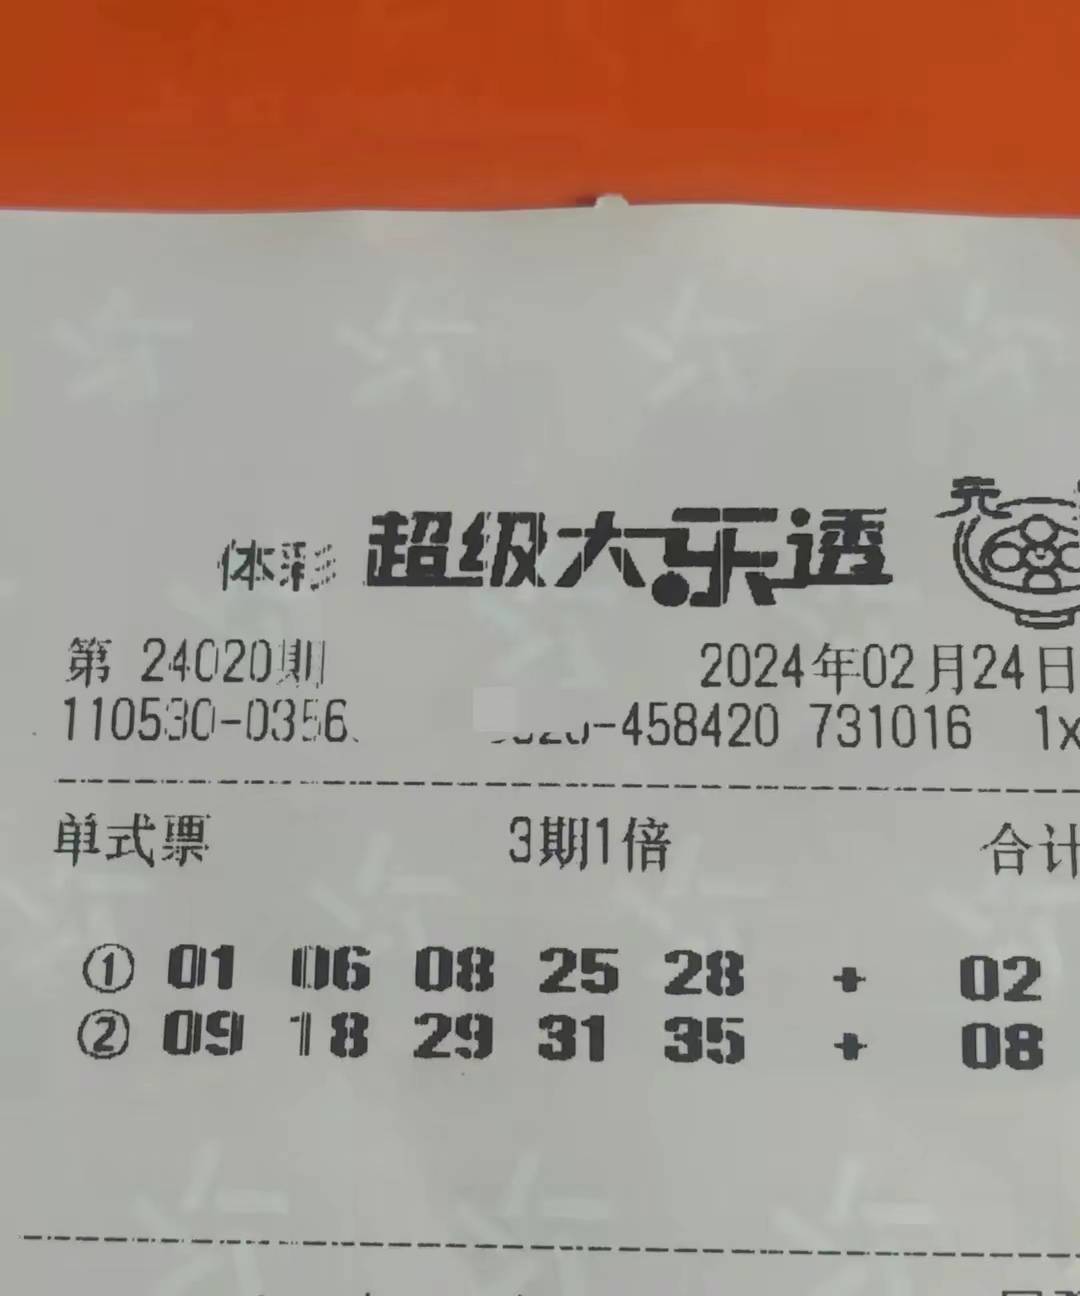 体彩 超级大乐透
第 24020期 2024年02月24日
110530-0356 -458420 731016 1x
单式票 3期1倍 合计
① 01 06 08 25 28 + 02
② 09 18 29 31 35 + 08